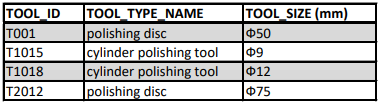 TOOL_ID TOOL_TYPE_NAME TOOL_SIZE (mm)
T001 polishing disc Φ50
T1015 cylinder polishing tool Φ9
T1018 cylinder polishing tool Φ12
T2012 polishing disc Φ75